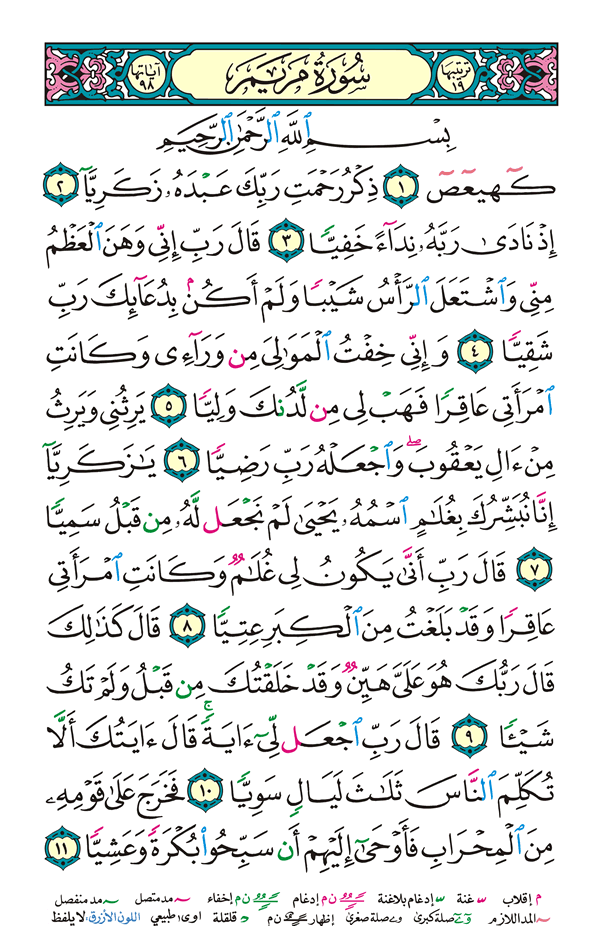 ترتيبها ١٩ سُورَةُ مَرْيَم آياتها ٩٨
بِسْمِ ٱللَّهِ ٱلرَّحْمَٰنِ ٱلرَّحِيمِ
كٓهيعٓصٓ ١ ذِكْرُ رَحْمَتِ رَبِّكَ عَبْدَهُۥ زَكَرِيَّآ ٢
إِذْ نَادَىٰ رَبَّهُۥ نِدَآءً خَفِيًّا ٣ قَالَ رَبِّ إِنِّي وَهَنَ ٱلْعَظْمُ
مِنِّي وَٱشْتَعَلَ ٱلرَّأْسُ شَيْبًا وَلَمْ أَكُنۢ بِدُعَآئِكَ رَبِّ
شَقِيًّا ٤ وَإِنِّي خِفْتُ ٱلْمَوَٰلِيَ مِن وَرَآءِي وَكَانَتِ
ٱمْرَأَتِي عَاقِرًا فَهَبْ لِي مِن لَّدُنكَ وَلِيًّا ٥ يَرِثُنِي وَيَرِثُ
مِنْ ءَالِ يَعْقُوبَ ۖ وَٱجْعَلْهُ رَبِّ رَضِيًّا ٦ يَٰزَكَرِيَّآ
إِنَّا نُبَشِّرُكَ بِغُلَٰمٍ ٱسْمُهُۥ يَحْيَىٰ لَمْ نَجْعَل لَّهُۥ مِن قَبْلُ سَمِيًّا
٧ قَالَ رَبِّ أَنَّىٰ يَكُونُ لِي غُلَٰمٌ وَكَانَتِ ٱمْرَأَتِي
عَاقِرًا وَقَدْ بَلَغْتُ مِنَ ٱلْكِبَرِ عِتِيًّا ٨ قَالَ كَذَٰلِكَ
قَالَ رَبُّكَ هُوَ عَلَيَّ هَيِّنٌ وَقَدْ خَلَقْتُكَ مِن قَبْلُ وَلَمْ تَكُ
شَيْـًٔا ٩ قَالَ رَبِّ ٱجْعَل لِّيٓ ءَايَةً ۚ قَالَ ءَايَتُكَ أَلَّا
تُكَلِّمَ ٱلنَّاسَ ثَلَٰثَ لَيَالٍ سَوِيًّا ١٠ فَخَرَجَ عَلَىٰ قَوْمِهِۦ
مِنَ ٱلْمِحْرَابِ فَأَوْحَىٰٓ إِلَيْهِمْ أَن سَبِّحُوا۟ بُكْرَةً وَعَشِيًّا ١١
م إقلاب غنة إدغام بلاغنة ن م إدغام ن م إخفاء مد متصل مد منفصل
المد اللازم صلة كبرى صلة صغرى إظهار ن م قلقلة اوى: طبيعي اللون الأزرق: لا يلفظ